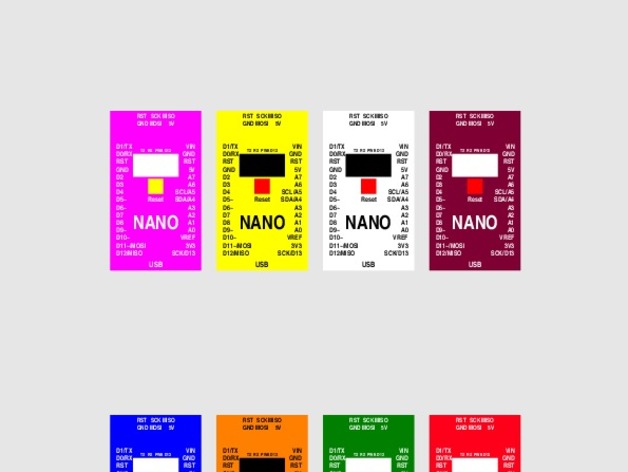 RST SCK MISO
GND MOSI 5V
TX RX PWR D13
D1/TX VIN
D0/RX GND
RST RST
GND 5V
D2 A7
D3 A6
D4 SCL/A5
D5~ Reset SDA/A4
D6~ A3
D7 A2
D8 NANO A1
D9~ A0
D10~ VREF
D11~/MOSI 3V3
D12/MISO SCK/D13
USB
RST SCK MISO
GND MOSI 5V
TX RX PWR D13
D1/TX VIN
D0/RX GND
RST RST
GND 5V
D2 A7
D3 A6
D4 SCL/A5
D5~ Reset SDA/A4
D6~ A3
D7 A2
D8 NANO A1
D9~ A0
D10~ VREF
D11~/MOSI 3V3
D12/MISO SCK/D13
USB
RST SCK MISO
GND MOSI 5V
TX RX PWR D13
D1/TX VIN
D0/RX GND
RST RST
GND 5V
D2 A7
D3 A6
D4 SCL/A5
D5~ Reset SDA/A4
D6~ A3
D7 A2
D8 NANO A1
D9~ A0
D10~ VREF
D11~/MOSI 3V3
D12/MISO SCK/D13
USB
RST SCK MISO
GND MOSI 5V
TX RX PWR D13
D1/TX VIN
D0/RX GND
RST RST
GND 5V
D2 A7
D3 A6
D4 SCL/A5
D5~ Reset SDA/A4
D6~ A3
D7 A2
D8 NANO A1
D9~ A0
D10~ VREF
D11~/MOSI 3V3
D12/MISO SCK/D13
USB
RST SCK MISO
GND MOSI 5V
TX RX PWR D13
D1/TX VIN
D0/RX GND
RST RST
RST SCK MISO
GND MOSI 5V
TX RX PWR D13
D1/TX VIN
D0/RX GND
RST RST
RST SCK MISO
GND MOSI 5V
TX RX PWR D13
D1/TX VIN
D0/RX GND
RST RST
RST SCK MISO
GND MOSI 5V
TX RX PWR D13
D1/TX VIN
D0/RX GND
RST RST